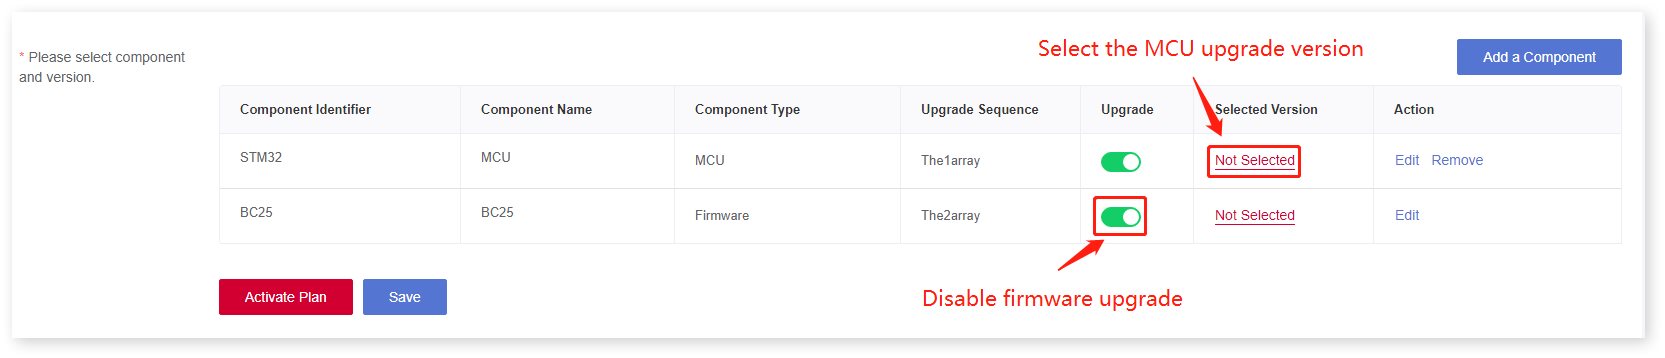 Select the MCU upgrade version
* Please select component
and version.
Add a Component
Component Identifier Component Name Component Type Upgrade Sequence Upgrade Selected Version Action
STM32 MCU MCU The1array Not Selected Edit Remove
BC25 BC25 Firmware The2array Not Selected Edit
Activate Plan Save
Disable firmware upgrade